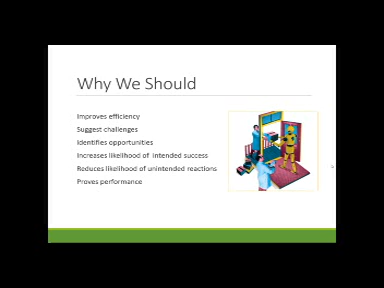 Why We Should
Improves efficiency
Suggest challenges
Identifies opportunities
Increases likelihood of intended success
Reduces likelihood of unintended reactions
Proves performance